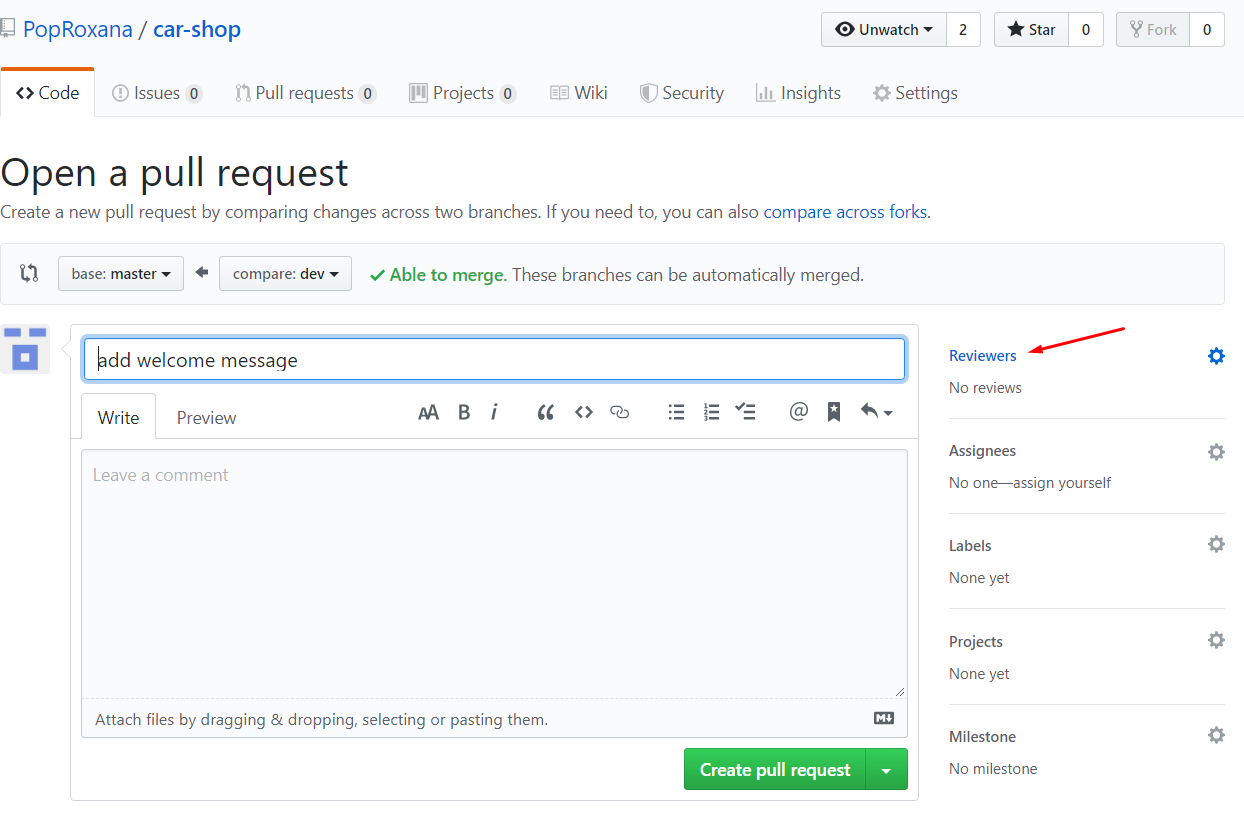 PopRoxana / car-shop
Unwatch 2 Star 0 Fork 0
Code Issues 0 Pull requests 0 Projects 0 Wiki Security Insights Settings
Open a pull request
Create a new pull request by comparing changes across two branches. If you need to, you can also compare across forks.
base: master compare: dev Able to merge. These branches can be automatically merged.
add welcome message
Write Preview AA B i
Leave a comment
Attach files by dragging & dropping, selecting or pasting them.
Create pull request
Reviewers
No reviews
Assignees
No one—assign yourself
Labels
None yet
Projects
None yet
Milestone
No milestone